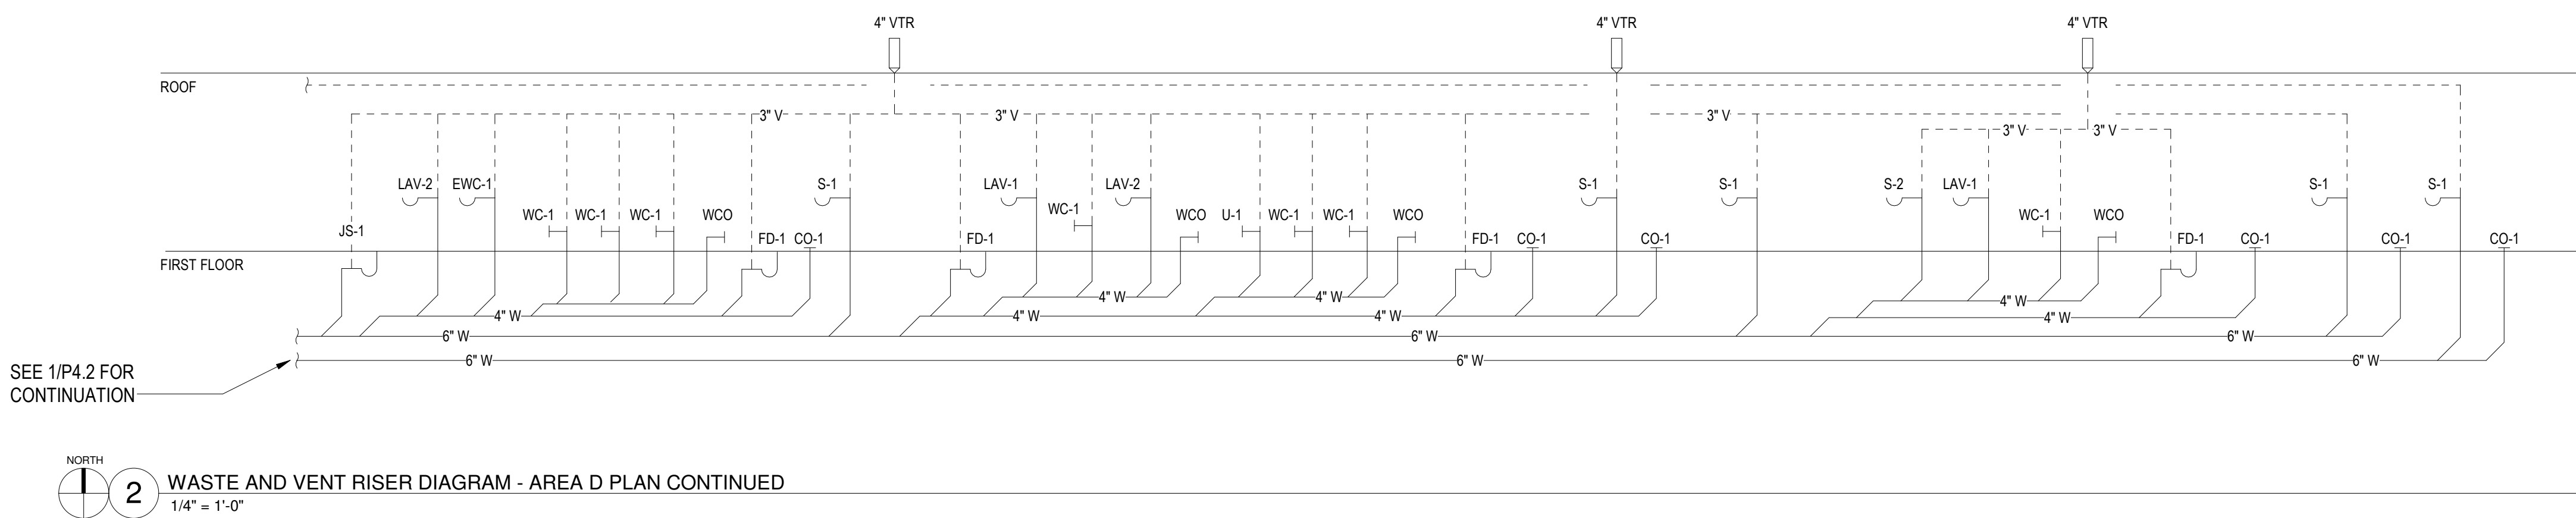 4" VTR 4" VTR 4" VTR
ROOF
3" V 3" V 3" V
3" V 3" V
LAV-2 EWC-1 S-1 LAV-1 LAV-2 S-1 S-1 S-2 LAV-1 S-1 S-1
WC-1
WC-1 WC-1 WC-1 WCO WCO U-1 WC-1 WC-1 WCO WC-1 WCO
JS-1
FD-1 CO-1 FD-1 FD-1 CO-1 CO-1 FD-1 CO-1 CO-1 CO-1
FIRST FLOOR
4" W 4" W 4" W
4" W 4" W 4" W 4" W
6" W 6" W 6" W
6" W 6" W 6" W
SEE 1/P4.2 FOR
CONTINUATION
NORTH
2 WASTE AND VENT RISER DIAGRAM - AREA D PLAN CONTINUED
1/4" = 1'-0"